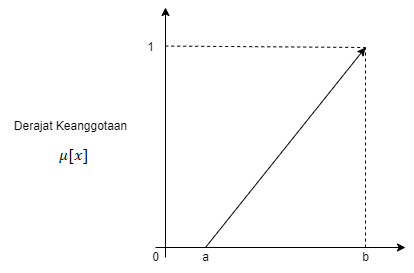 1
Derajat Keanggotaan
μ[x]
0
a
b